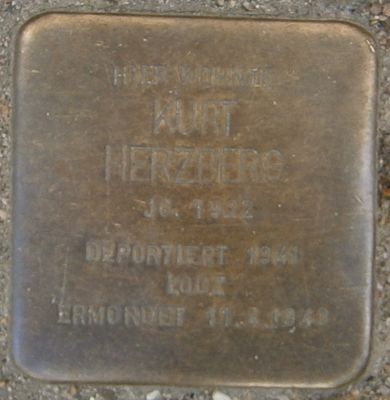 HIER WOHNTE
KURT
HERZBERG
JG. 1922
DEPORTIERT 1941
LODZ
ERMORDET